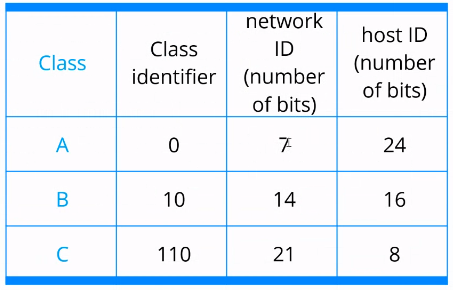 Class
Class identifier
network ID (number of bits)
host ID (number of bits)
A 0 7 24
B 10 14 16
C 110 21 8